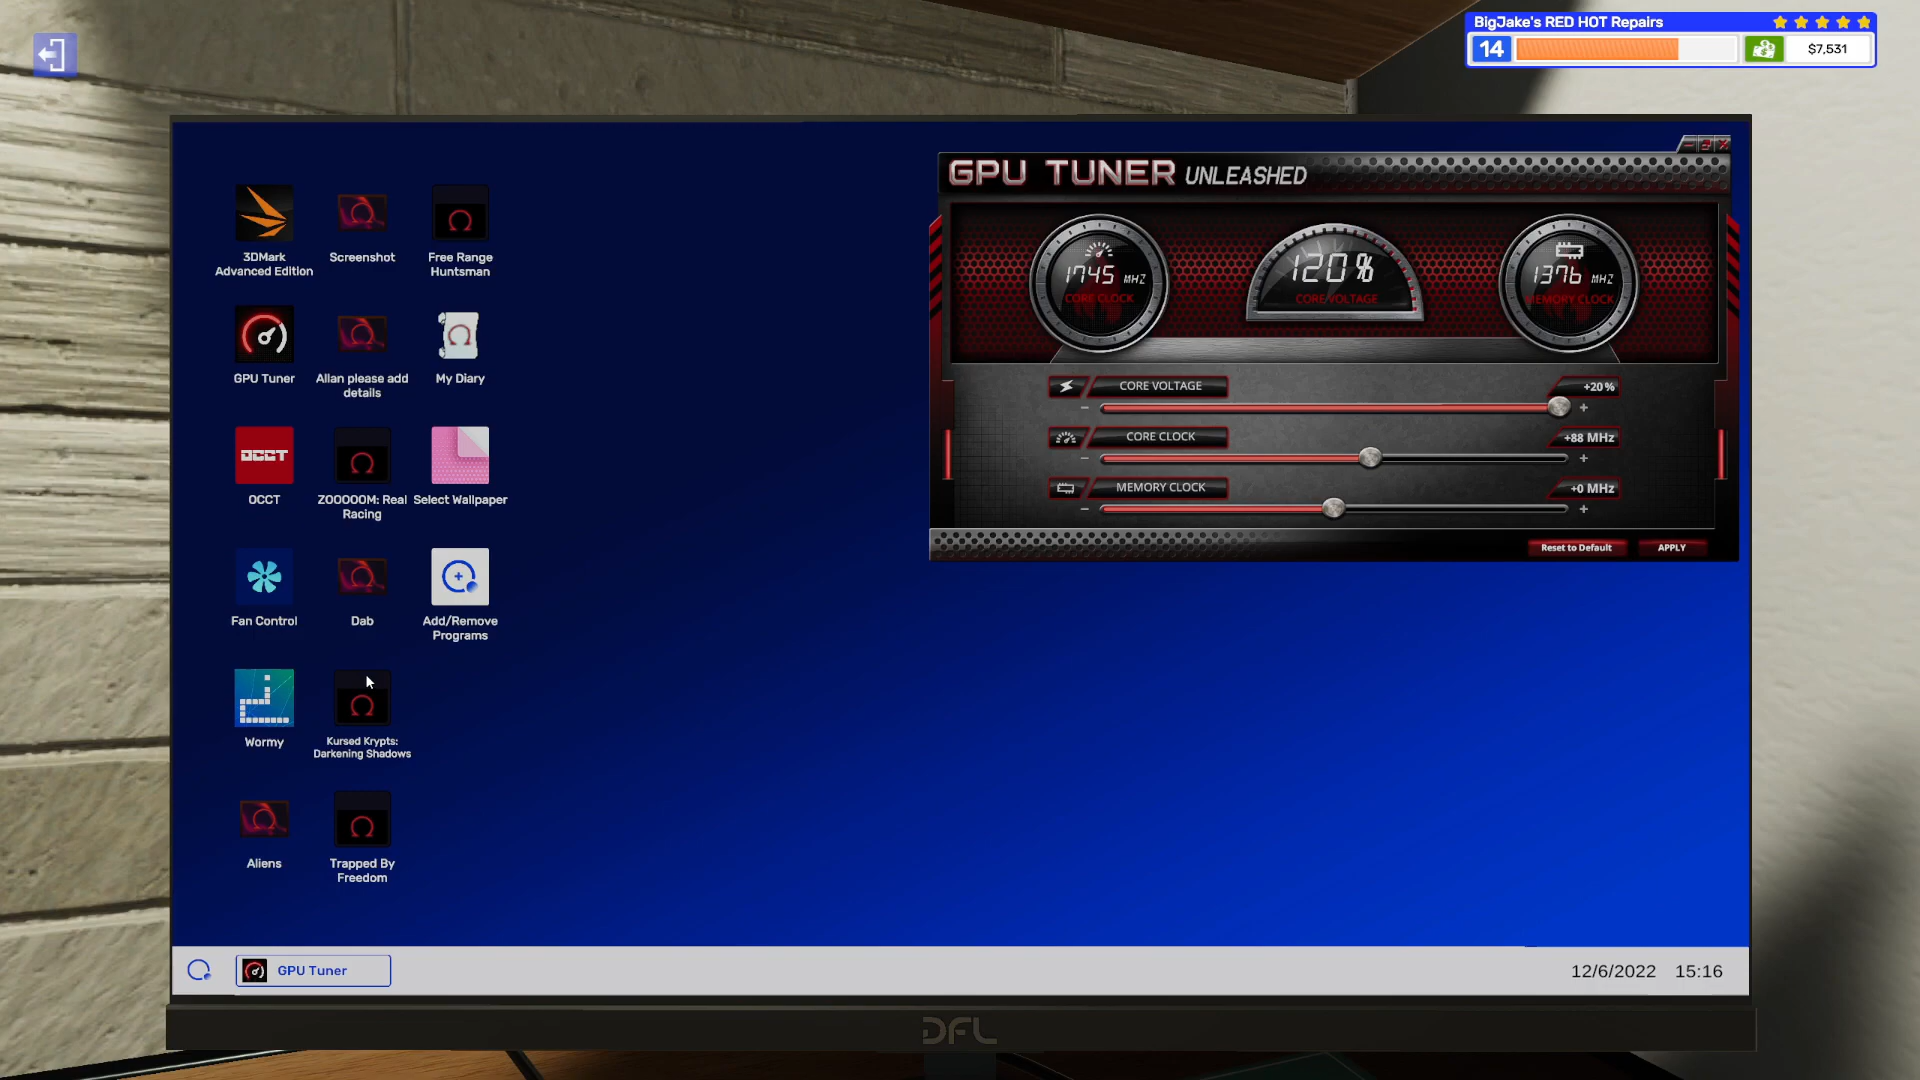 BigJake's RED HOT Repairs
14
$7,531
GPU TUNER UNLEASHED
1745 MHZ
CORE CLOCK
120%
CORE VOLTAGE
1376 MHZ
MEMORY CLOCK
CORE VOLTAGE
+20%
CORE CLOCK
+88 MHz
MEMORY CLOCK
+0 MHz
Reset to Default
APPLY
3DMark
Advanced Edition
Screenshot
Free Range
Huntsman
GPU Tuner
Allan please add
details
My Diary
OCCT
OCCT
ZOOOOOM: Real
Racing
Select Wallpaper
Fan Control
Dab
Add/Remove
Programs
Wormy
Kursed Krypts:
Darkening Shadows
Aliens
Trapped By
Freedom
GPU Tuner
12/6/2022 15:16
DFL